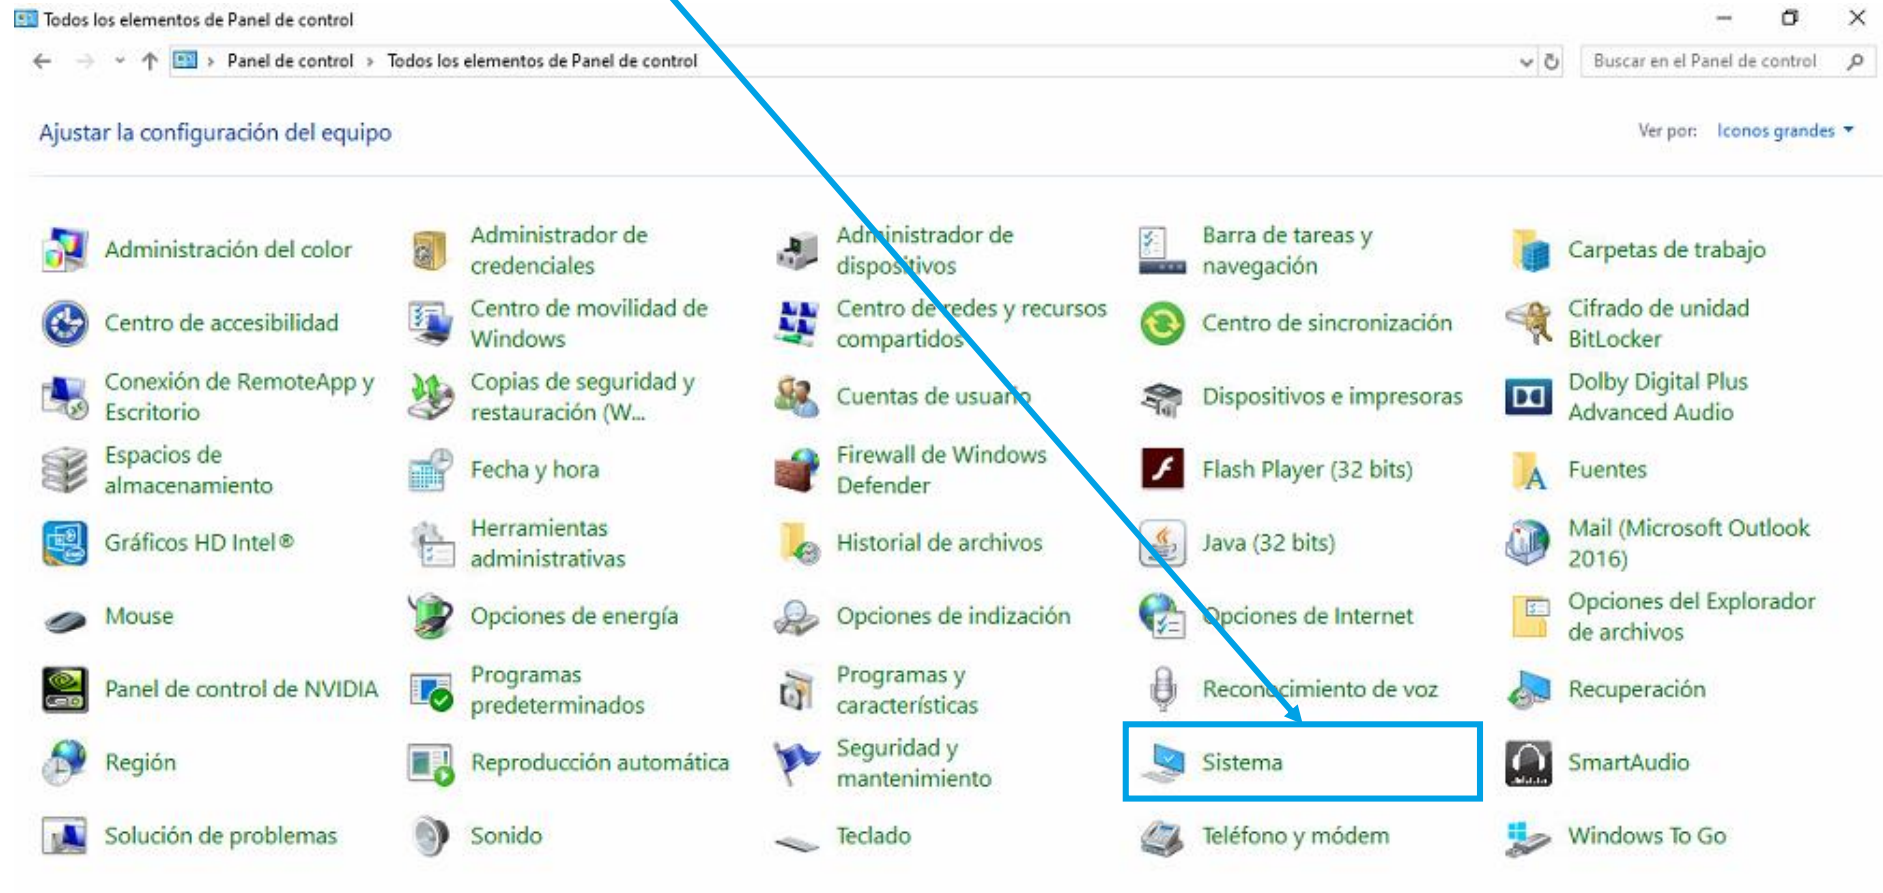 Todos los elementos de Panel de control
Panel de control > Todos los elementos de Panel de control
Buscar en el Panel de control
Ajustar la configuración del equipo
Ver por: Iconos grandes
Administración del color
Administrador de
credenciales
Administrador de
dispositivos
Barra de tareas y
navegación
Carpetas de trabajo
Centro de accesibilidad
Centro de movilidad de
Windows
Centro de redes y recursos
compartidos
Centro de sincronización
Cifrado de unidad
BitLocker
Conexión de RemoteApp y
Escritorio
Copias de seguridad y
restauración (W...
Cuentas de usuario
Dispositivos e impresoras
Dolby Digital Plus
Advanced Audio
Espacios de
almacenamiento
Fecha y hora
Firewall de Windows
Defender
Flash Player (32 bits)
Fuentes
Gráficos HD Intel®
Herramientas
administrativas
Historial de archivos
Java (32 bits)
Mail (Microsoft Outlook
2016)
Mouse
Opciones de energía
Opciones de indización
Opciones de Internet
Opciones del Explorador
de archivos
Panel de control de NVIDIA
Programas
predeterminados
Programas y
características
Reconocimiento de voz
Recuperación
Región
Reproducción automática
Seguridad y
mantenimiento
Sistema
SmartAudio
Solución de problemas
Sonido
Teclado
Teléfono y módem
Windows To Go